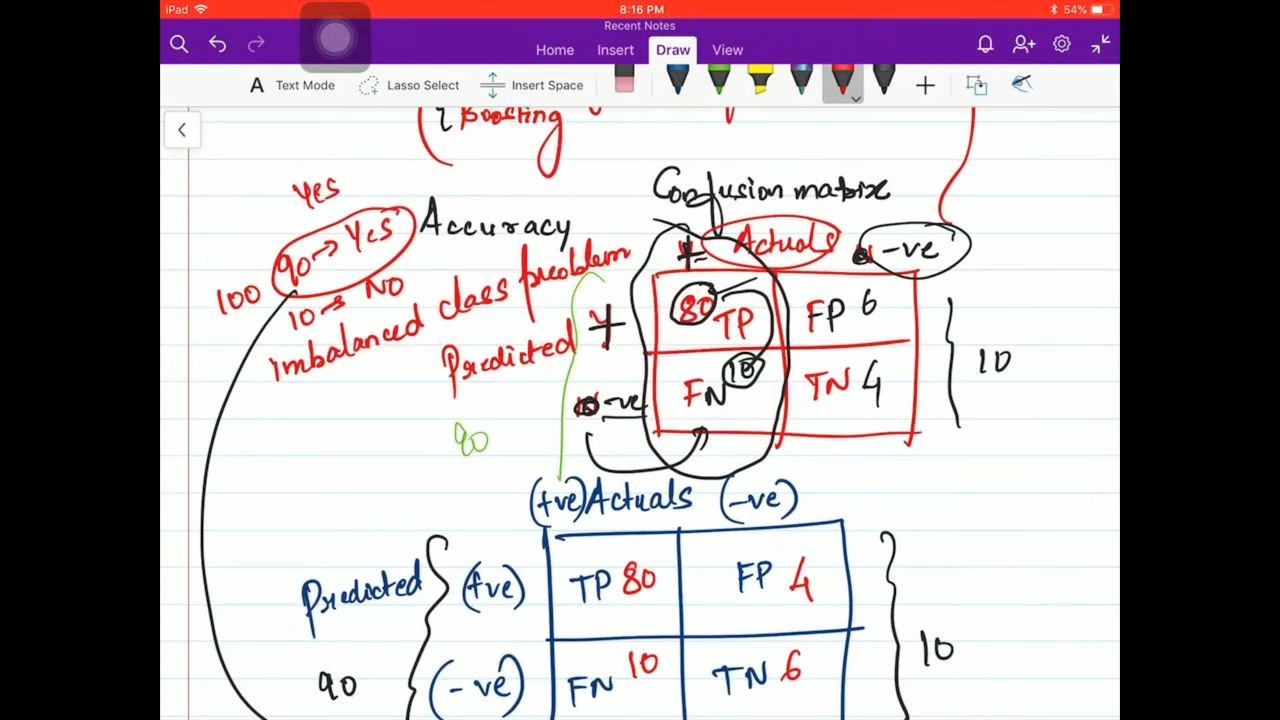 iPad 8:16 PM 54%
Recent Notes
Home Insert Draw View
A Text Mode Lasso Select Insert Space
{ Boosting
Confusion matrix
Yes
90 → Yes
Accuracy
+ Actuals -ve
100
10 → NO
imbalanced class problem
Predicted
+
80 TP
FP 6
-ve
FN 10
TN 4
10
90
(+ve) Actuals (-ve)
Predicted
(+ve)
TP 80
FP 4
90
(-ve)
FN 10
TN 6
10